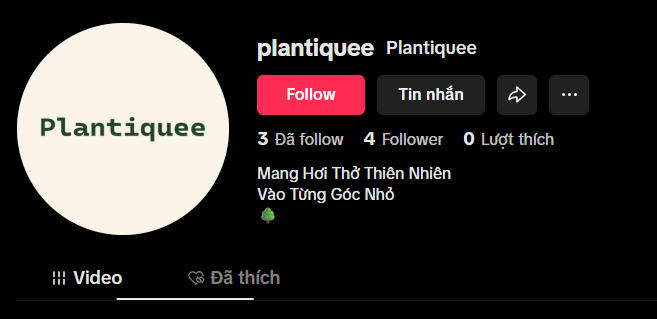 Plantiquee
plantiquee Plantiquee
Follow Tin nhắn
3 Đã follow 4 Follower 0 Lượt thích
Mang Hơi Thở Thiên Nhiên
Vào Từng Góc Nhỏ
🌳
Video Đã thích